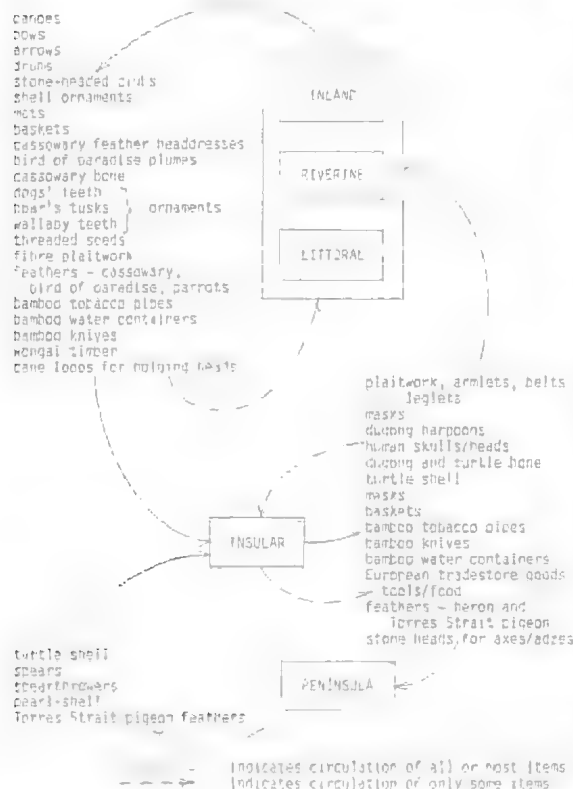 canoes
bows
arrows
drums
stone-headed clubs
shell ornaments
mats
baskets
cassowary feather headdresses
bird of paradise plumes
cassowary bone
dogs' teeth
boar's tusks
wallaby teeth
ornaments
threaded seeds
fibre plaitwork
feathers - cassowary,
bird of paradise, parrots
bamboo tobacco pipes
bamboo water containers
bamboo knives
wongai timber
cane loops for holding heads
INLAND
RIVERINE
LITTORAL
plaitwork, armlets, belts
leglets
masks
dugong harpoons
human skulls/heads
dugong and turtle bone
turtle shell
masks
baskets
bamboo tobacco pipes
bamboo knives
bamboo water containers
European tradestore goods
tools/food
feathers - heron and
Torres Strait pigeon
stone heads for axes/adzes
INSULAR
turtle shell
spears
spearthrowers
pearl-shell
Torres Strait pigeon feathers
PENINSULA
indicates circulation of all or most items
indicates circulation of only some items